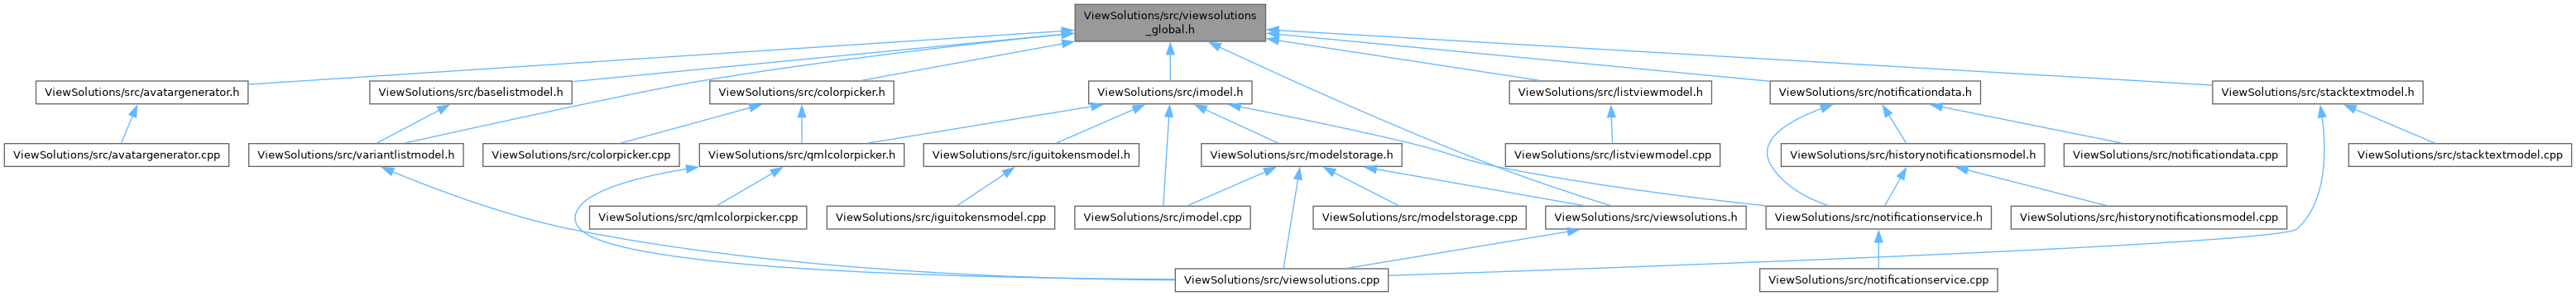 ViewSolutions/src/viewsolutions
_global.h
ViewSolutions/src/avatargenerator.h
ViewSolutions/src/baselistmodel.h
ViewSolutions/src/colorpicker.h
ViewSolutions/src/imodel.h
ViewSolutions/src/listviewmodel.h
ViewSolutions/src/notificationdata.h
ViewSolutions/src/stacktextmodel.h
ViewSolutions/src/avatargenerator.cpp
ViewSolutions/src/variantlistmodel.h
ViewSolutions/src/colorpicker.cpp
ViewSolutions/src/qmlcolorpicker.h
ViewSolutions/src/iguitokensmodel.h
ViewSolutions/src/modelstorage.h
ViewSolutions/src/listviewmodel.cpp
ViewSolutions/src/historynotificationsmodel.h
ViewSolutions/src/notificationdata.cpp
ViewSolutions/src/stacktextmodel.cpp
ViewSolutions/src/qmlcolorpicker.cpp
ViewSolutions/src/iguitokensmodel.cpp
ViewSolutions/src/imodel.cpp
ViewSolutions/src/modelstorage.cpp
ViewSolutions/src/viewsolutions.h
ViewSolutions/src/notificationservice.h
ViewSolutions/src/historynotificationsmodel.cpp
ViewSolutions/src/viewsolutions.cpp
ViewSolutions/src/notificationservice.cpp